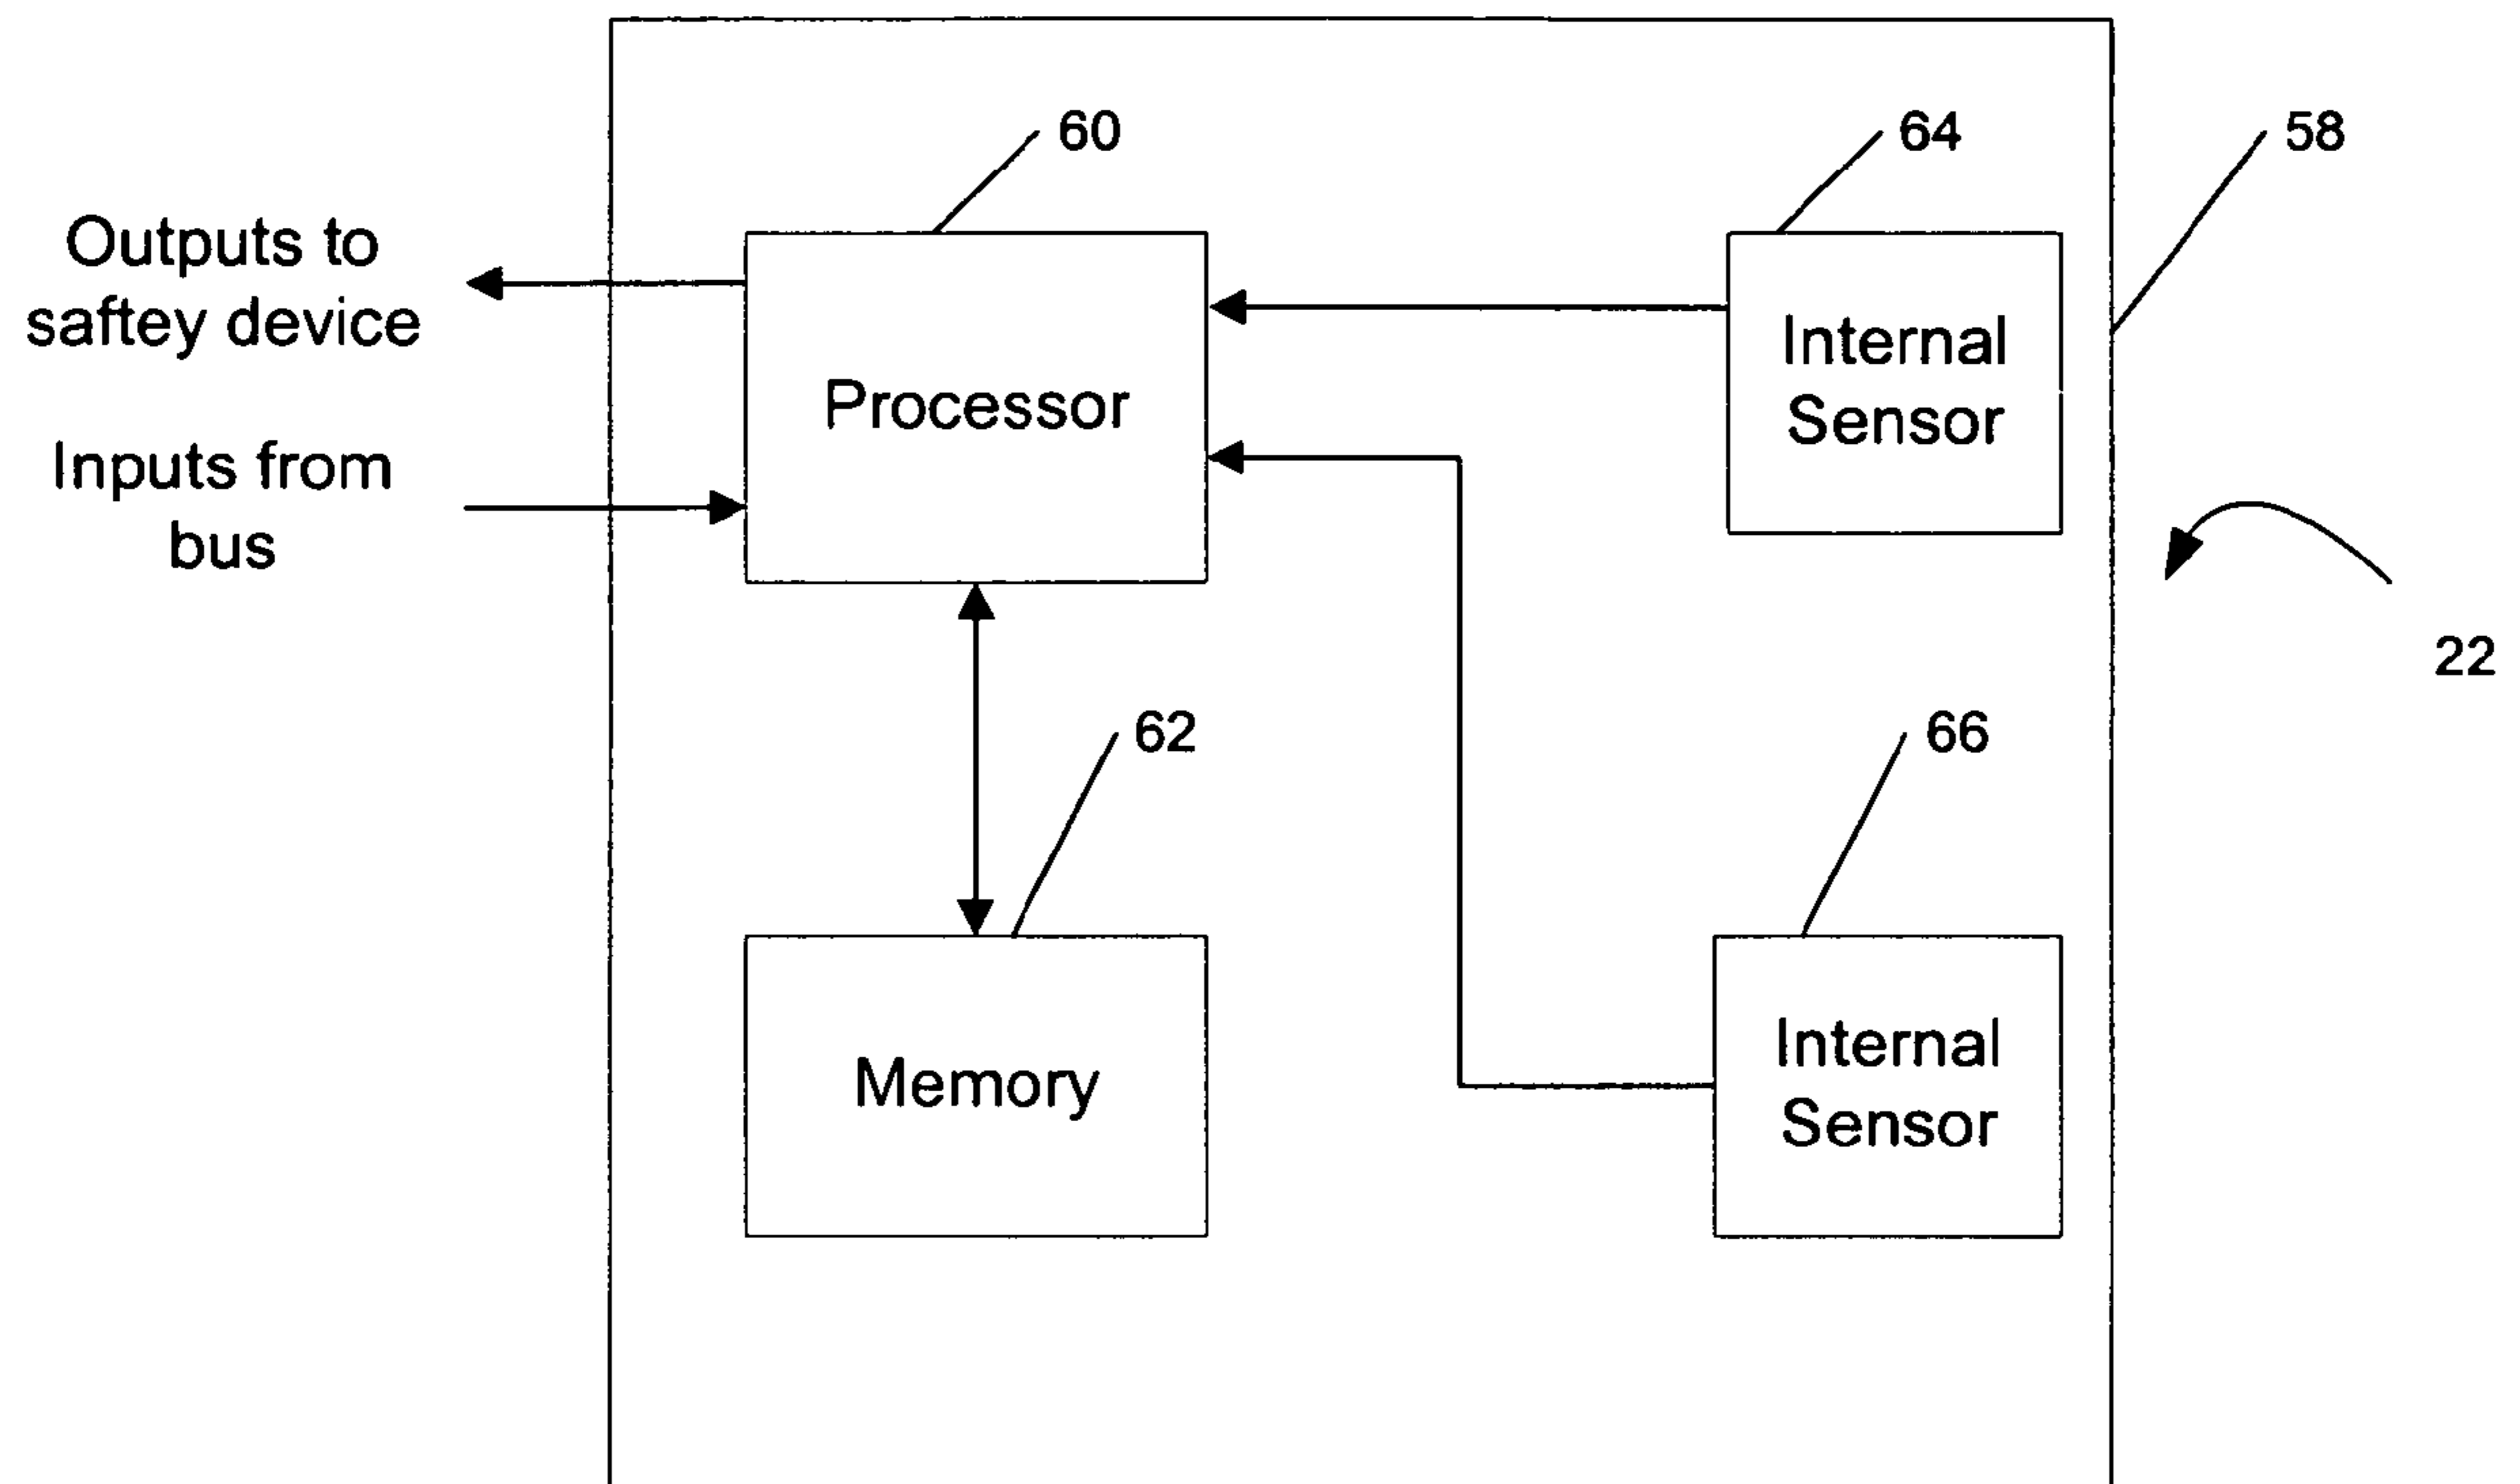 60
64
58
Outputs to
saftey device
Processor
Internal
Sensor
Inputs from
bus
22
62
66
Memory
Internal
Sensor